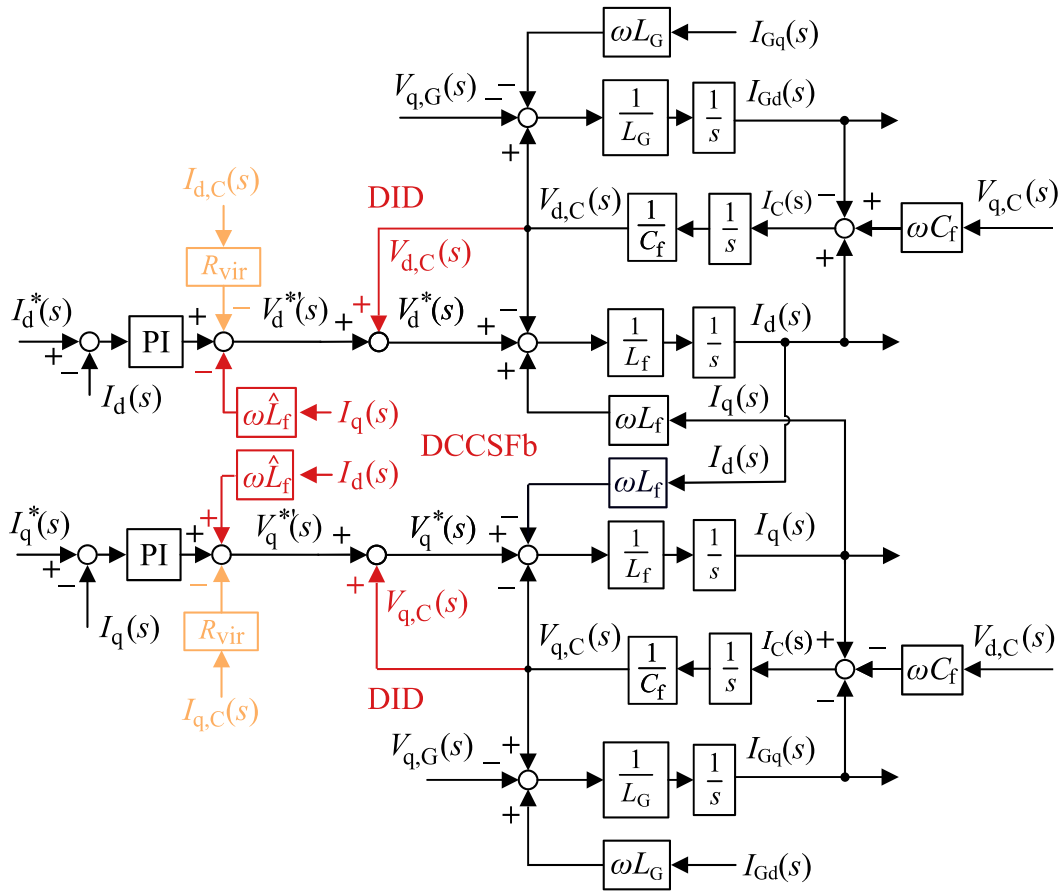 ωL_G
I_Gq(s)
V_q,G(s)
−
−
+
1/L_G
1/s
I_Gd(s)
I_d,C(s)
DID
V_d,C(s)
1/C_f
1/s
I_C(s)
−
+
+
ωC_f
V_q,C(s)
R_vir
V_d,C(s)
I_d*(s)
+
−
PI
+
−
−
V_d*'(s)
+
+
V_d*(s)
+
−
+
1/L_f
1/s
I_d(s)
I_d(s)
ωL̂_f
I_q(s)
ωL_f
I_q(s)
DCCSFb
ωL̂_f
I_d(s)
ωL_f
I_d(s)
I_q*(s)
+
−
PI
+
+
−
V_q*'(s)
+
+
V_q*(s)
+
−
−
1/L_f
1/s
I_q(s)
I_q(s)
R_vir
V_q,C(s)
V_q,C(s)
1/C_f
1/s
I_C(s)
+
−
−
ωC_f
V_d,C(s)
I_q,C(s)
DID
V_q,G(s)
−
+
+
1/L_G
1/s
I_Gq(s)
ωL_G
I_Gd(s)